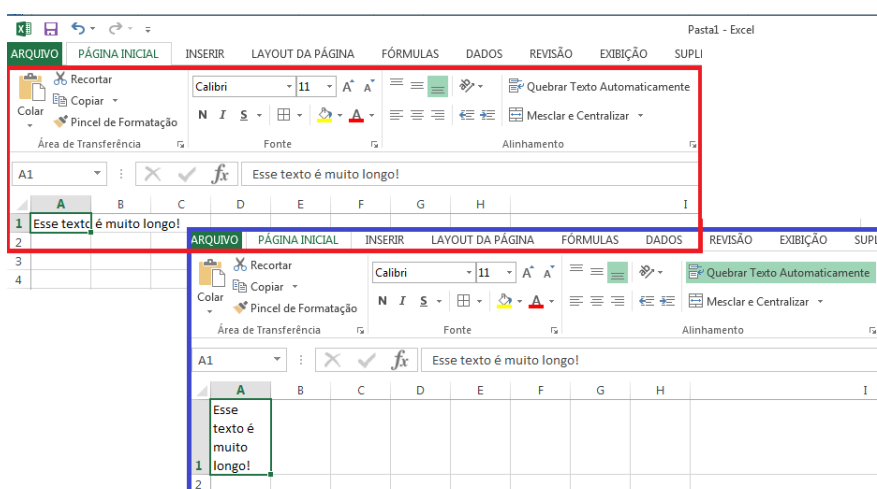 Pasta1 - Excel
ARQUIVO PÁGINA INICIAL INSERIR LAYOUT DA PÁGINA FÓRMULAS DADOS REVISÃO EXIBIÇÃO SUPLI
Recortar
Copiar
Pincel de Formatação
Colar
Calibri 11 A A
N I S A
Quebrar Texto Automaticamente
Mesclar e Centralizar
Área de Transferência Fonte Alinhamento
A1 fx Esse texto é muito longo!
A B C D E F G H I
1 Esse texto é muito longo!
2
3
4
ARQUIVO PÁGINA INICIAL INSERIR LAYOUT DA PÁGINA FÓRMULAS DADOS REVISÃO EXIBIÇÃO SUPL
Recortar
Copiar
Pincel de Formatação
Colar
Calibri 11 A A
N I S A
Quebrar Texto Automaticamente
Mesclar e Centralizar
Área de Transferência Fonte Alinhamento
A1 fx Esse texto é muito longo!
A B C D E F G H I
Esse
texto é
muito
1 longo!
2